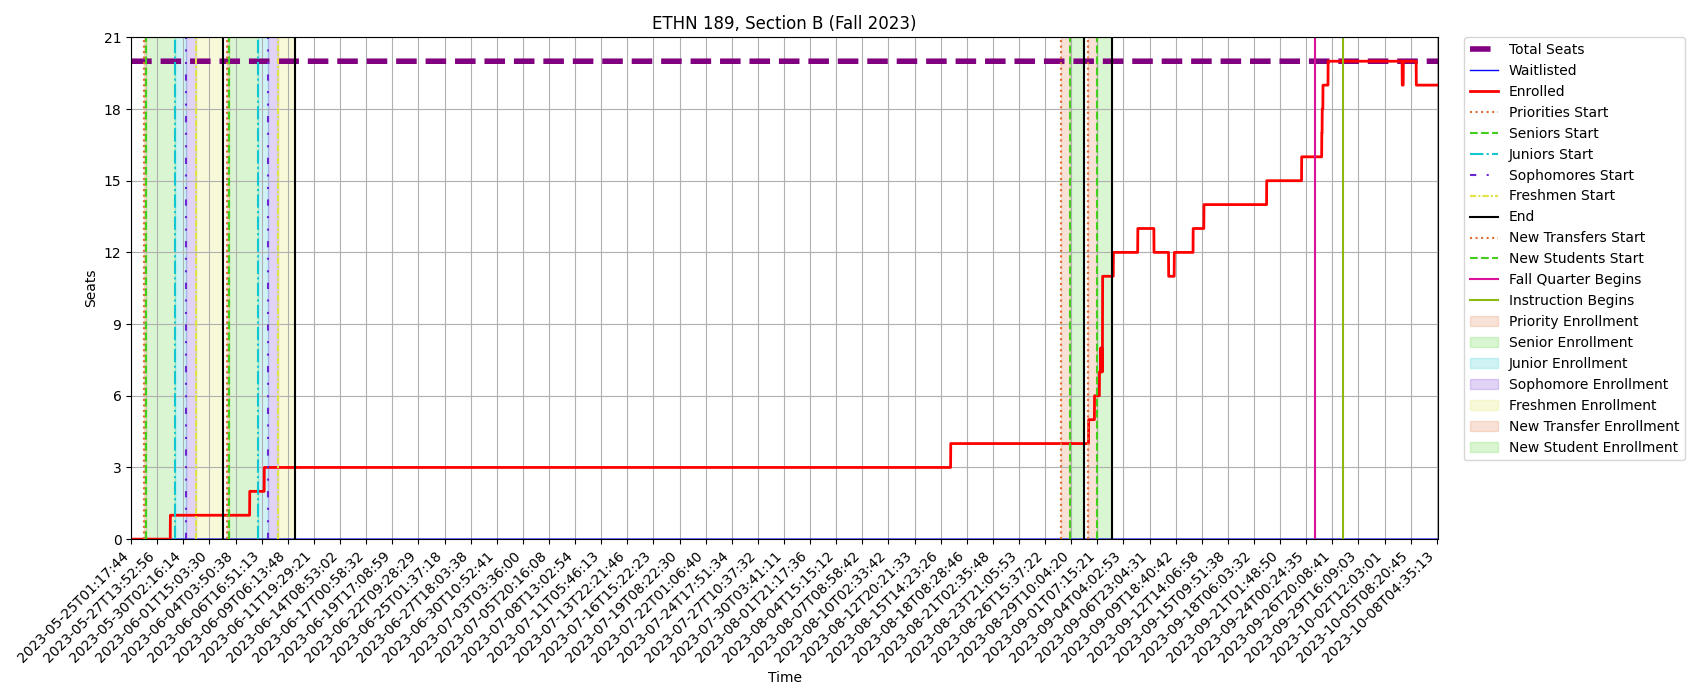 ETHN 189, Section B (Fall 2023)
21
18
15
12
9
6
3
0
Seats
2023-05-25T01:17:44
2023-05-27T13:52:56
2023-05-30T02:16:14
2023-06-01T15:03:30
2023-06-04T03:50:38
2023-06-06T16:51:13
2023-06-09T06:13:48
2023-06-11T19:29:21
2023-06-14T08:53:02
2023-06-17T00:58:32
2023-06-19T17:08:59
2023-06-22T09:28:29
2023-06-25T01:37:18
2023-06-27T18:03:38
2023-06-30T10:52:41
2023-07-03T03:36:00
2023-07-05T20:16:08
2023-07-08T13:02:54
2023-07-11T05:46:13
2023-07-13T22:21:46
2023-07-16T15:22:23
2023-07-19T08:22:30
2023-07-22T01:06:40
2023-07-24T17:51:34
2023-07-27T10:37:32
2023-07-30T03:41:11
2023-08-01T21:17:36
2023-08-04T15:15:12
2023-08-07T08:58:42
2023-08-10T02:33:42
2023-08-12T20:21:33
2023-08-15T14:23:26
2023-08-18T08:28:46
2023-08-21T02:35:48
2023-08-23T21:05:53
2023-08-26T15:37:22
2023-08-29T10:04:20
2023-09-01T07:15:21
2023-09-04T04:02:53
2023-09-06T23:04:31
2023-09-09T18:40:42
2023-09-12T14:06:58
2023-09-15T09:51:38
2023-09-18T06:03:32
2023-09-21T01:48:50
2023-09-24T00:24:35
2023-09-26T20:08:41
2023-09-29T16:09:03
2023-10-02T12:03:01
2023-10-05T08:20:45
2023-10-08T04:35:13
Time
Total Seats
Waitlisted
Enrolled
Priorities Start
Seniors Start
Juniors Start
Sophomores Start
Freshmen Start
End
New Transfers Start
New Students Start
Fall Quarter Begins
Instruction Begins
Priority Enrollment
Senior Enrollment
Junior Enrollment
Sophomore Enrollment
Freshmen Enrollment
New Transfer Enrollment
New Student Enrollment